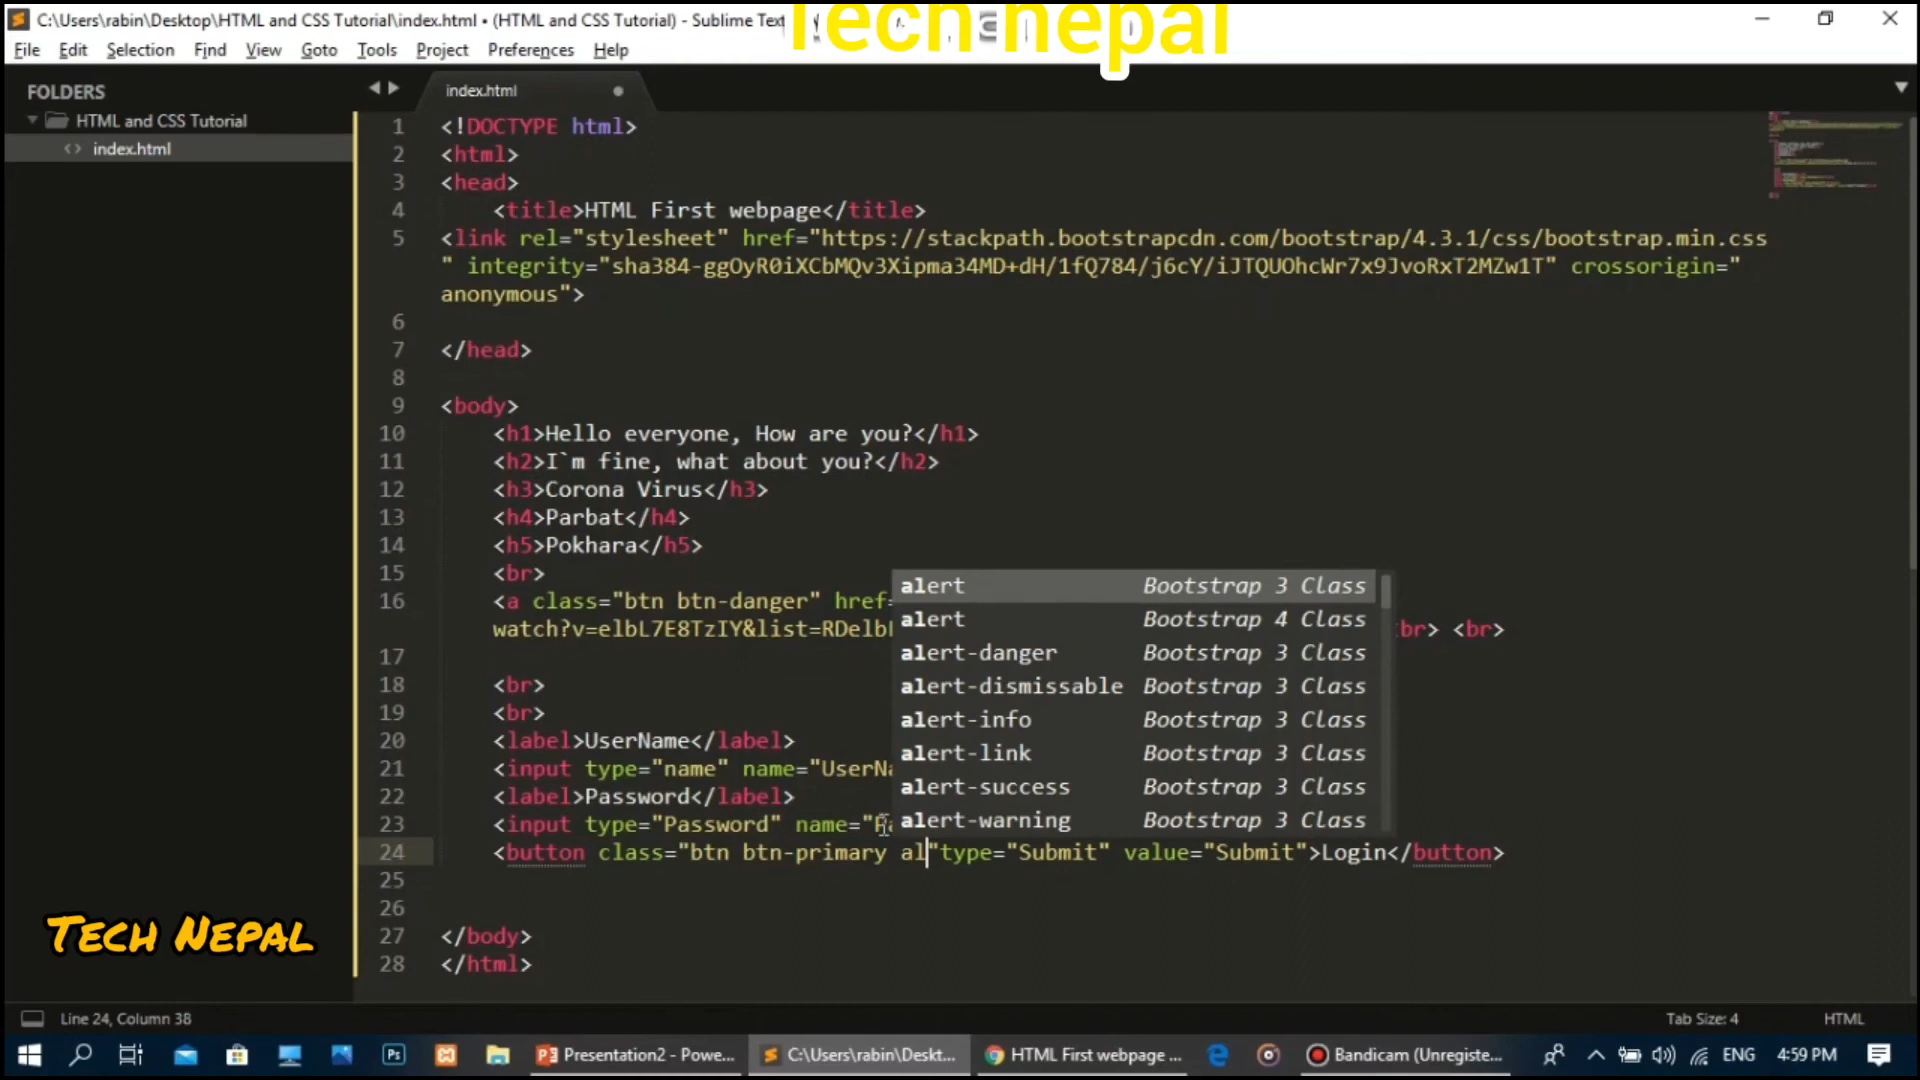 C:\Users\rabin\Desktop\HTML and CSS Tutorial\index.html • (HTML and CSS Tutorial) - Sublime Text
Tech nepal
File Edit Selection Find View Goto Tools Project Preferences Help
FOLDERS
HTML and CSS Tutorial
<> index.html
index.html
1 <!DOCTYPE html>
2 <html>
3 <head>
4 <title>HTML First webpage</title>
5 <link rel="stylesheet" href="https://stackpath.bootstrapcdn.com/bootstrap/4.3.1/css/bootstrap.min.css
" integrity="sha384-ggOyR0iXCbMQv3Xipma34MD+dH/1fQ784/j6cY/iJTQUOhcWr7x9JvoRxT2MZw1T" crossorigin="
anonymous">
6
7 </head>
8
9 <body>
10 <h1>Hello everyone, How are you?</h1>
11 <h2>I`m fine, what about you?</h2>
12 <h3>Corona Virus</h3>
13 <h4>Parbat</h4>
14 <h5>Pokhara</h5>
15 <br>
16 <a class="btn btn-danger" href=
watch?v=elbL7E8TzIY&list=RDelb br> <br>
17
18 <br>
19 <br>
20 <label>UserName</label>
21 <input type="name" name="UserNa
22 <label>Password</label>
23 <input type="Password" name="Pa
24 <button class="btn btn-primary al"type="Submit" value="Submit">Login</button>
25
26
27 </body>
28 </html>
alert Bootstrap 3 Class
alert Bootstrap 4 Class
alert-danger Bootstrap 3 Class
alert-dismissable Bootstrap 3 Class
alert-info Bootstrap 3 Class
alert-link Bootstrap 3 Class
alert-success Bootstrap 3 Class
alert-warning Bootstrap 3 Class
Tech Nepal
Line 24, Column 38
Tab Size: 4 HTML
Ps
Presentation2 - Powe...
C:\Users\rabin\Deskt...
HTML First webpage ...
Bandicam (Unregiste...
ENG
4:59 PM